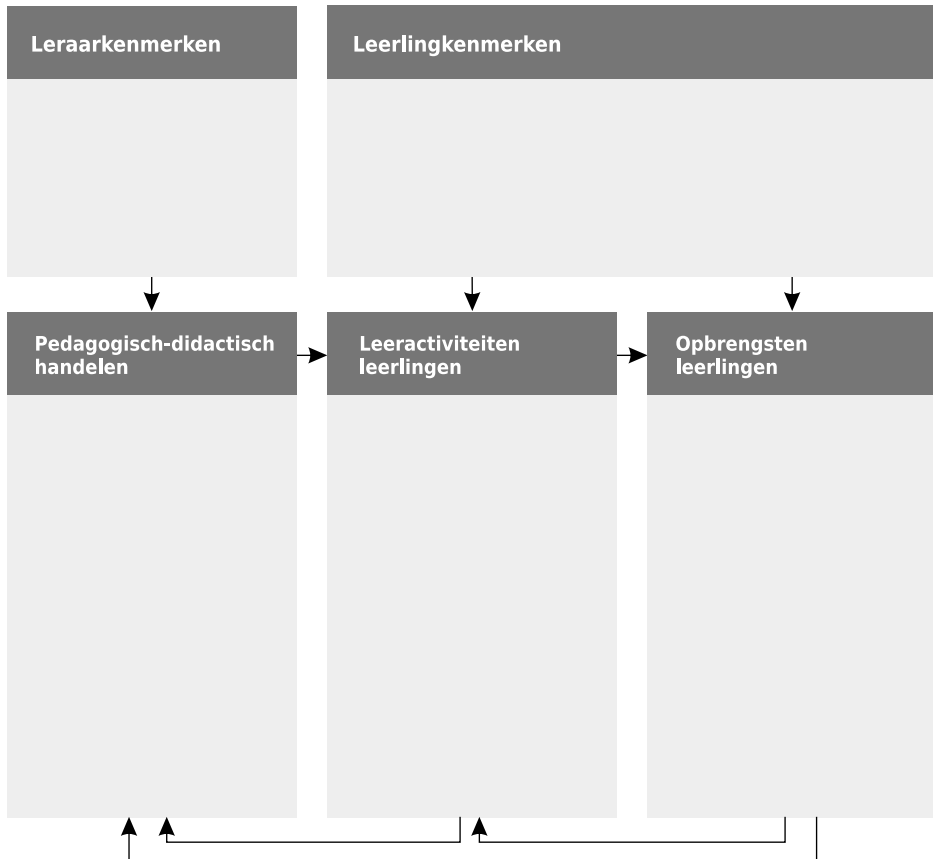 Leraarkenmerken
Leerlingkenmerken
Pedagogisch-didactisch
handelen
Leeractiviteiten
leerlingen
Opbrengsten
leerlingen